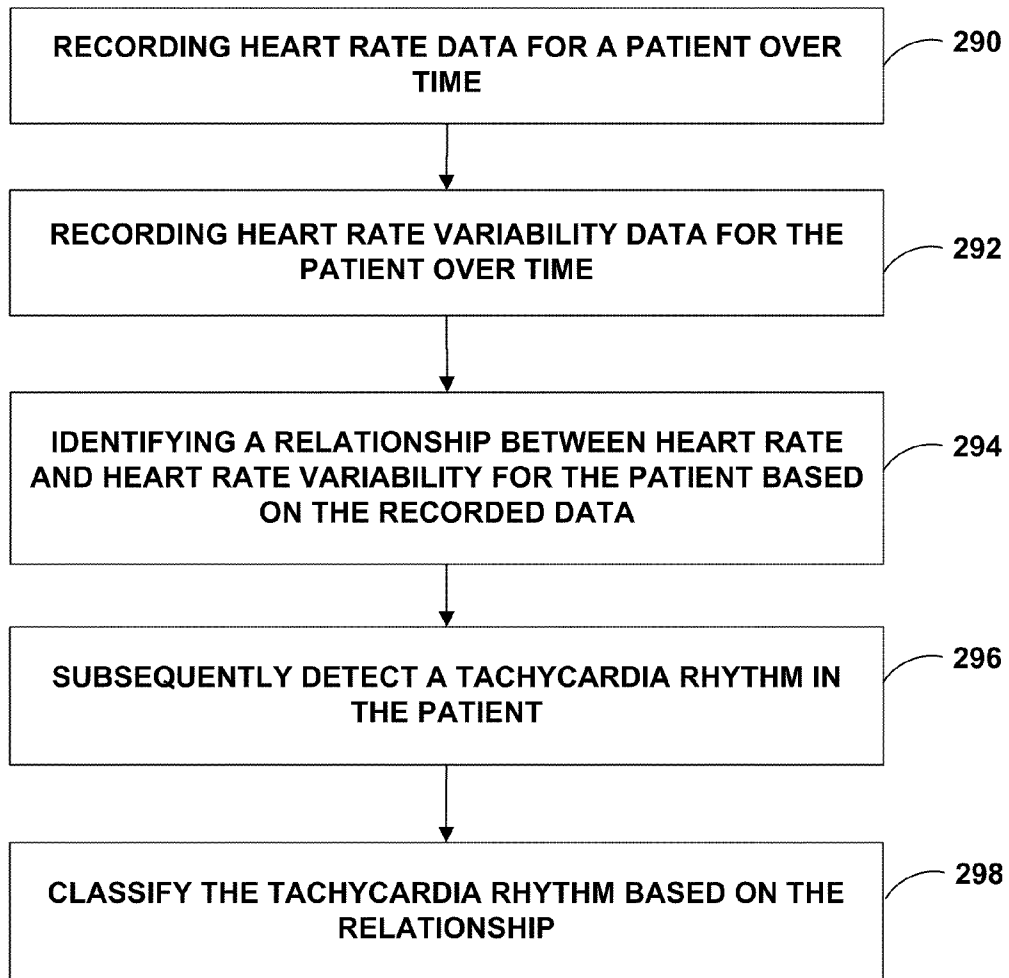 RECORDING HEART RATE DATA FOR A PATIENT OVER
TIME
290
RECORDING HEART RATE VARIABILITY DATA FOR THE
PATIENT OVER TIME
292
IDENTIFYING A RELATIONSHIP BETWEEN HEART RATE
AND HEART RATE VARIABILITY FOR THE PATIENT BASED
ON THE RECORDED DATA
294
SUBSEQUENTLY DETECT A TACHYCARDIA RHYTHM IN
THE PATIENT
296
CLASSIFY THE TACHYCARDIA RHYTHM BASED ON THE
RELATIONSHIP
298